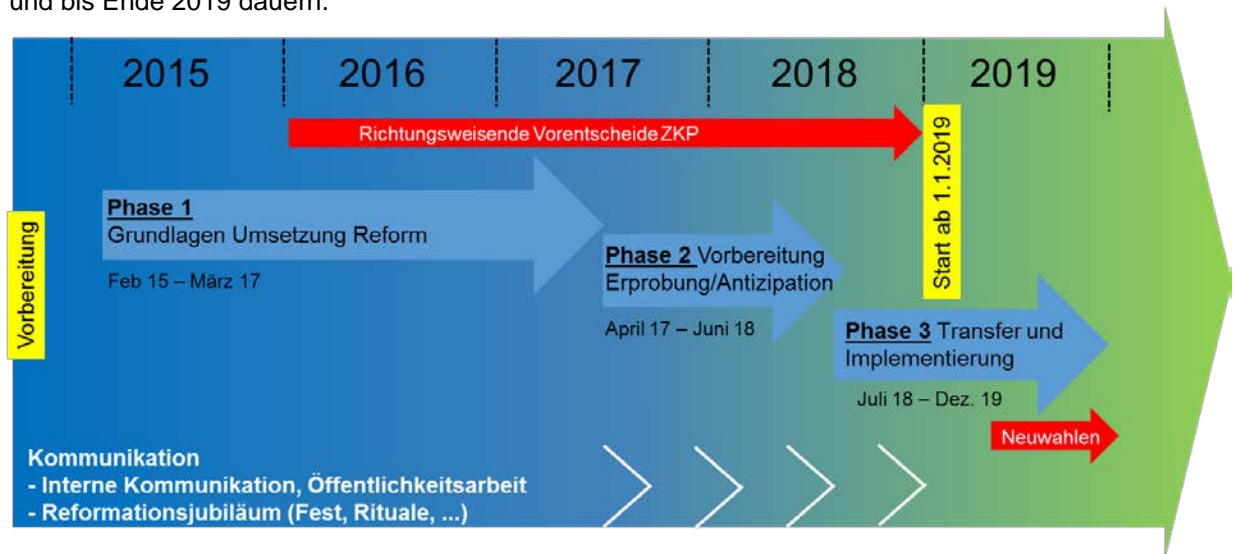 und bis Ende 2019 dauern.
2015 2016 2017 2018 2019
Richtungsweisende Vorentscheide ZKP
Start ab 1.1.2019
Vorbereitung
Phase 1
Grundlagen Umsetzung Reform
Feb 15 – März 17
Phase 2 Vorbereitung
Erprobung/Antizipation
April 17 – Juni 18
Phase 3 Transfer und
Implementierung
Juli 18 – Dez. 19
Neuwahlen
Kommunikation
- Interne Kommunikation, Öffentlichkeitsarbeit
- Reformationsjubiläum (Fest, Rituale, ...)